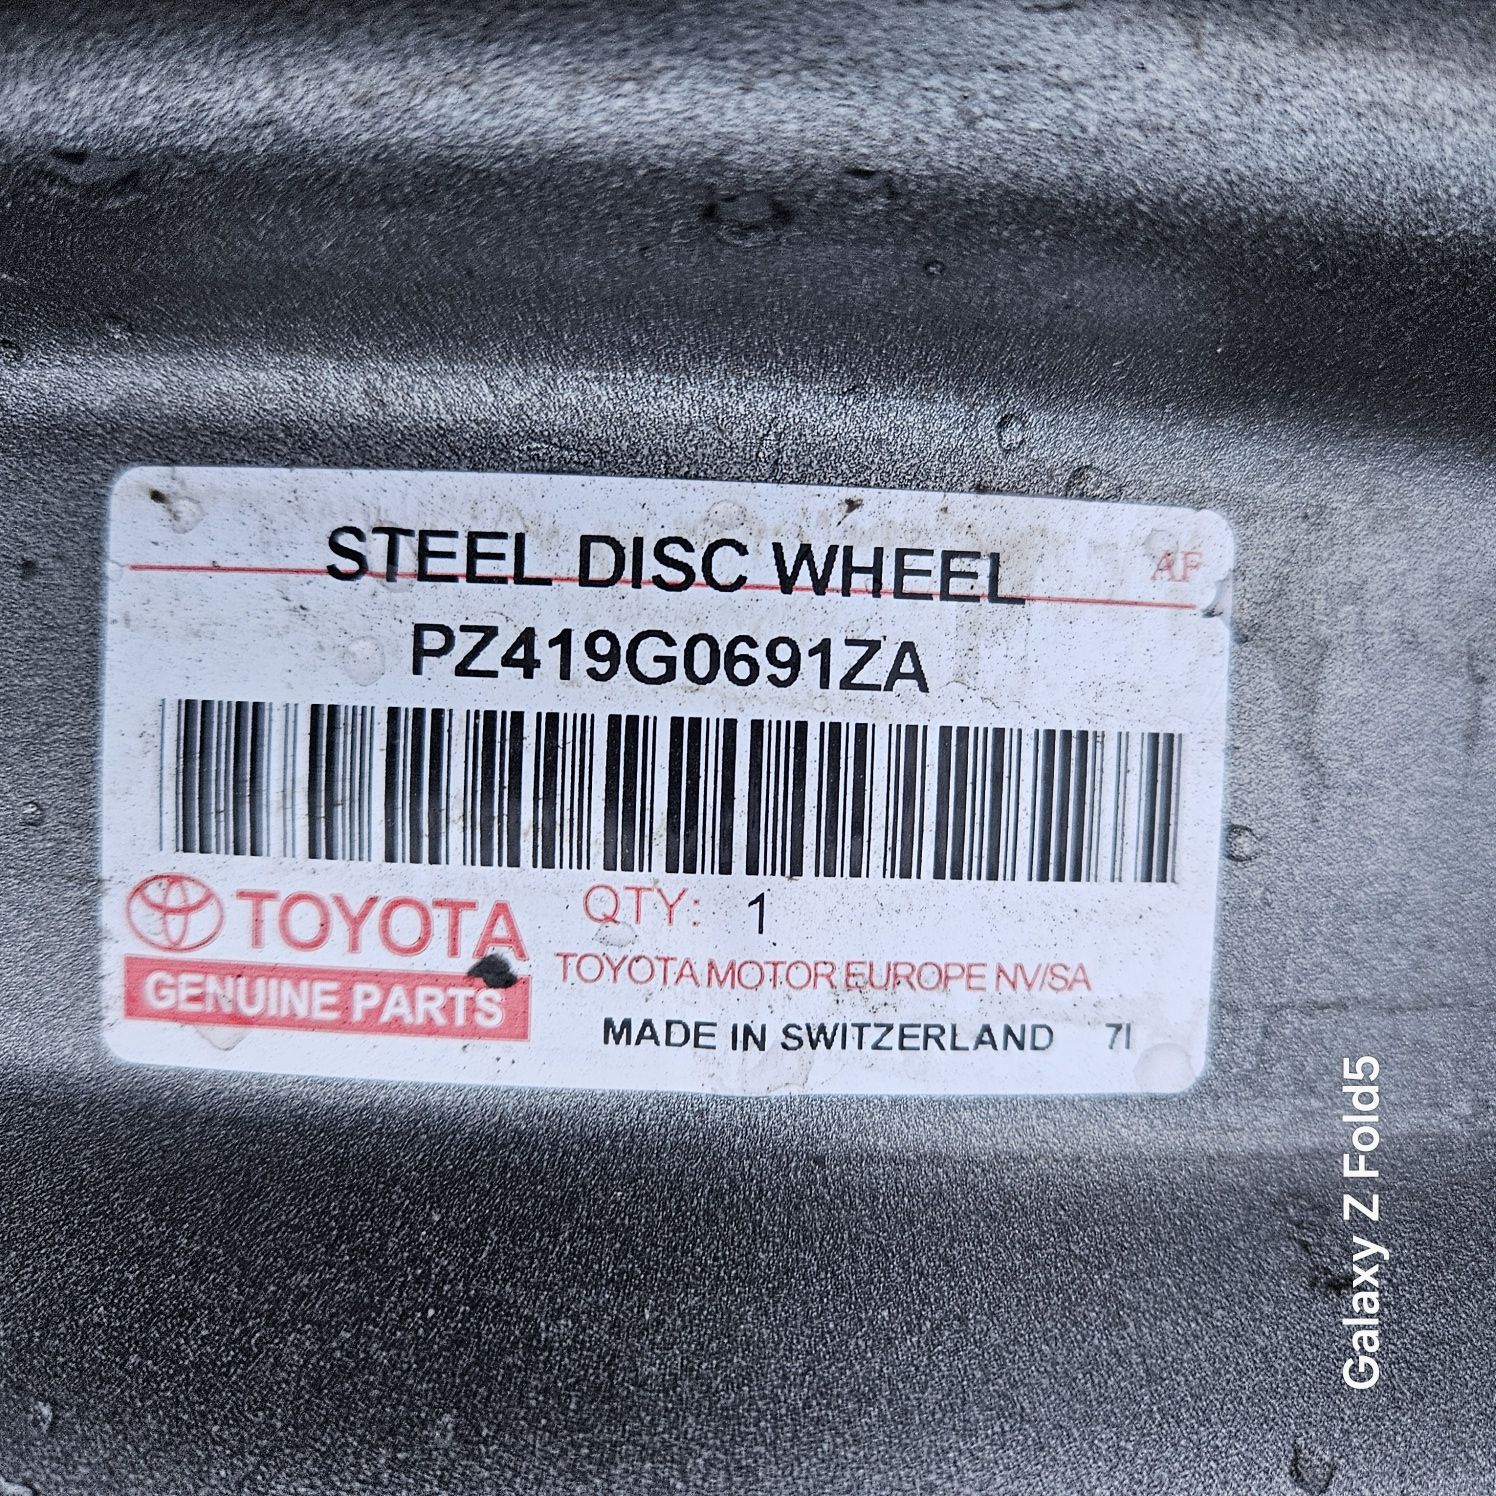 STEEL DISC WHEEL AF
PZ419G0691ZA
TOYOTA
GENUINE PARTS
QTY: 1
TOYOTA MOTOR EUROPE NV/SA
MADE IN SWITZERLAND 7I
Galaxy Z Fold5